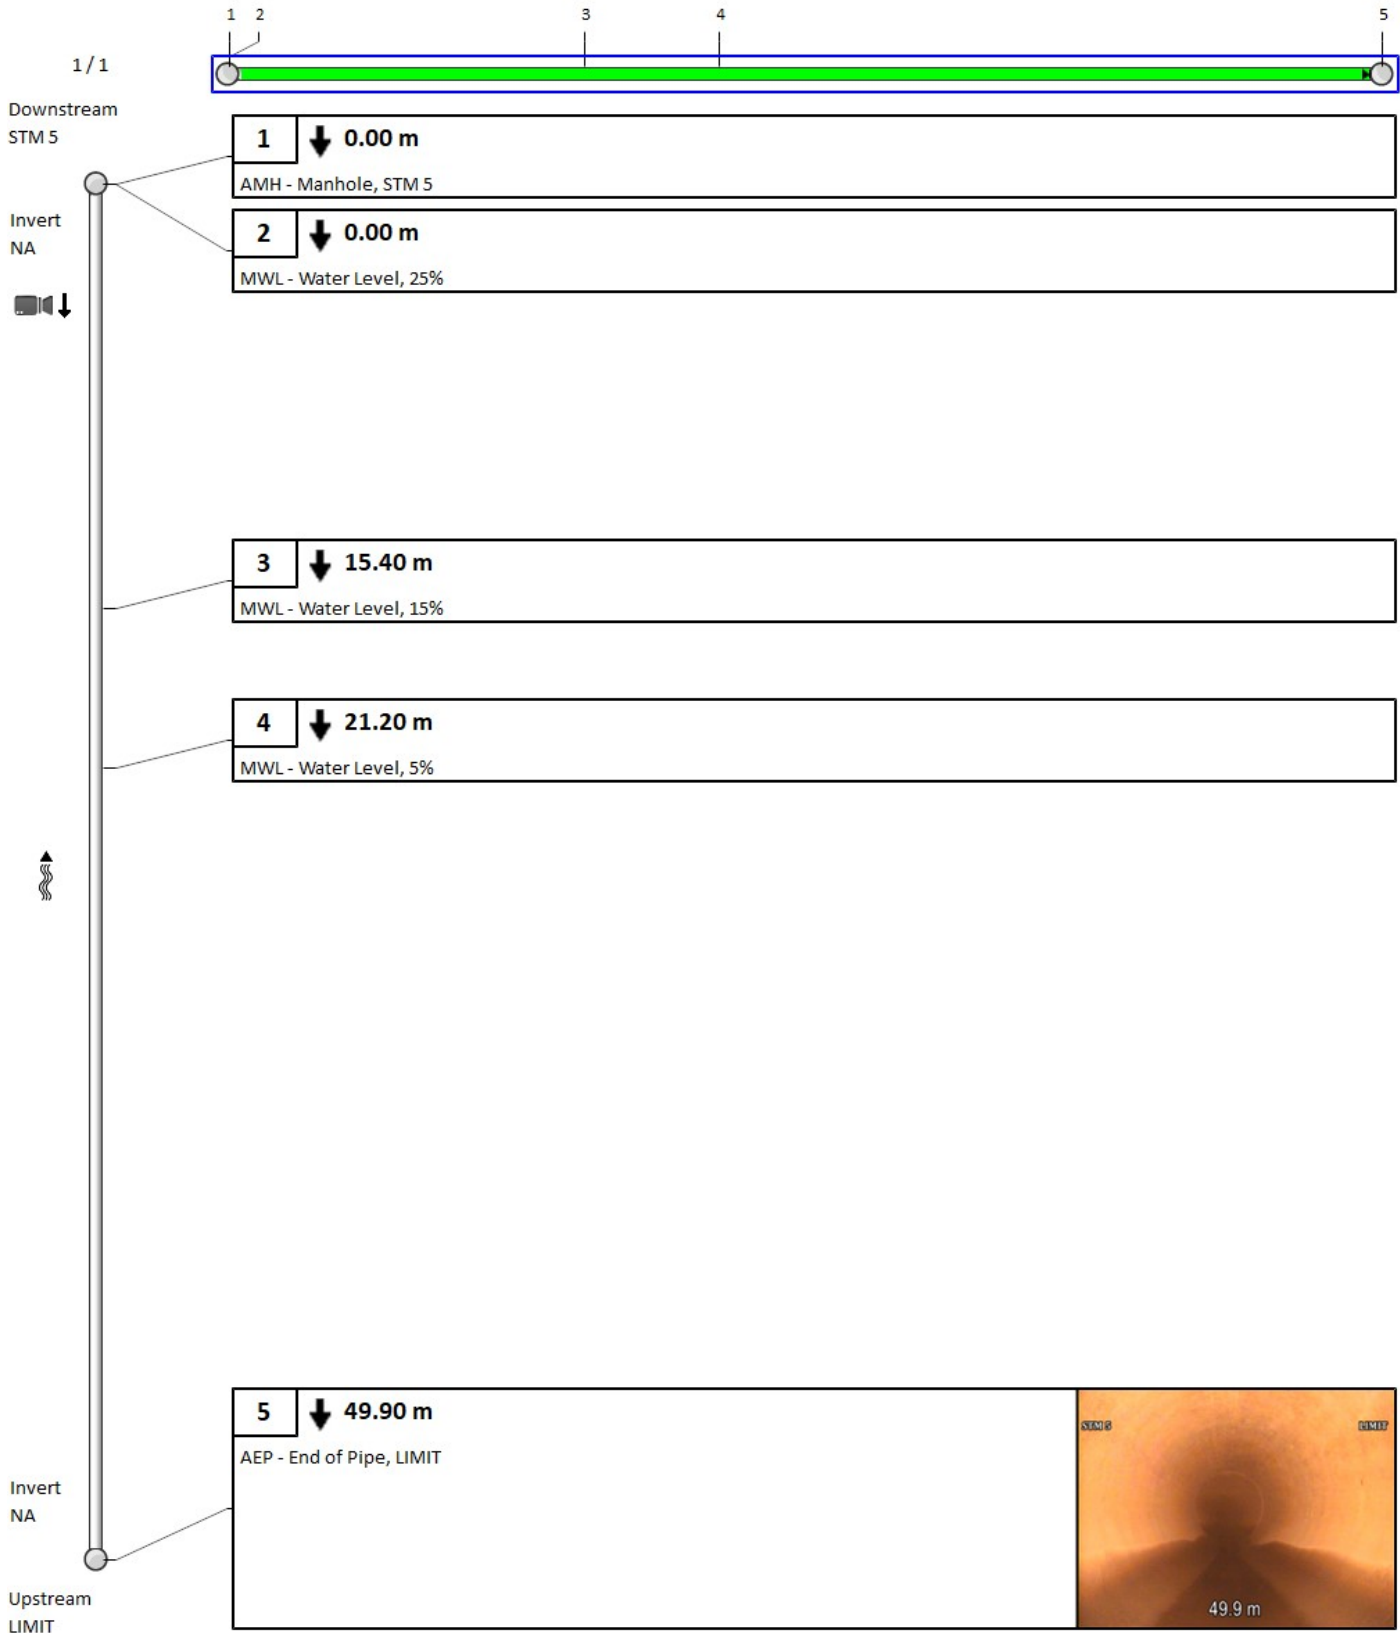 1 2 3 4 5
1 / 1
Downstream
STM 5
1 0.00 m
AMH - Manhole, STM 5
Invert
NA
2 0.00 m
MWL - Water Level, 25%
3 15.40 m
MWL - Water Level, 15%
4 21.20 m
MWL - Water Level, 5%
5 49.90 m
AEP - End of Pipe, LIMIT
STM 5 LIMIT
49.9 m
Invert
NA
Upstream
LIMIT